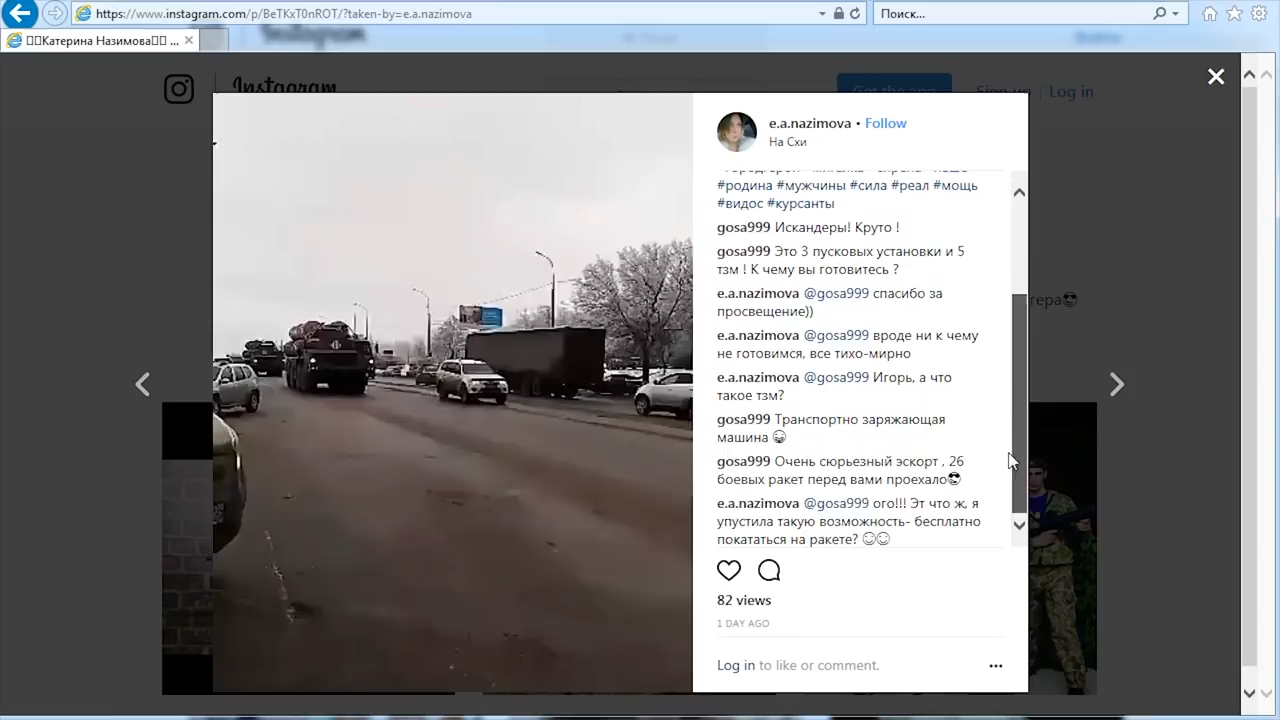 https://www.instagram.com/p/BeTKxT0nROT/?taken-by=e.a.nazimova
Поиск...
Катерина Назимова ...
Instagram
Get the app
Sign up | Log in
e.a.nazimova • Follow
На Схи
#родина #мужчины #сила #реал #мощь
#видос #курсанты
gosa999 Искандеры! Круто !
gosa999 Это 3 пусковых установки и 5
тзм ! К чему вы готовитесь ?
e.a.nazimova @gosa999 спасибо за
просвещение))
e.a.nazimova @gosa999 вроде ни к чему
не готовимся, все тихо-мирно
e.a.nazimova @gosa999 Игорь, а что
такое тзм?
gosa999 Транспортно заряжающая
машина
gosa999 Очень сюрьезный эскорт , 26
боевых ракет перед вами проехало😎
e.a.nazimova @gosa999 ого!!! Эт что ж, я
упустила такую возможность- бесплатно
покататься на ракете?
82 views
1 DAY AGO
Log in to like or comment.